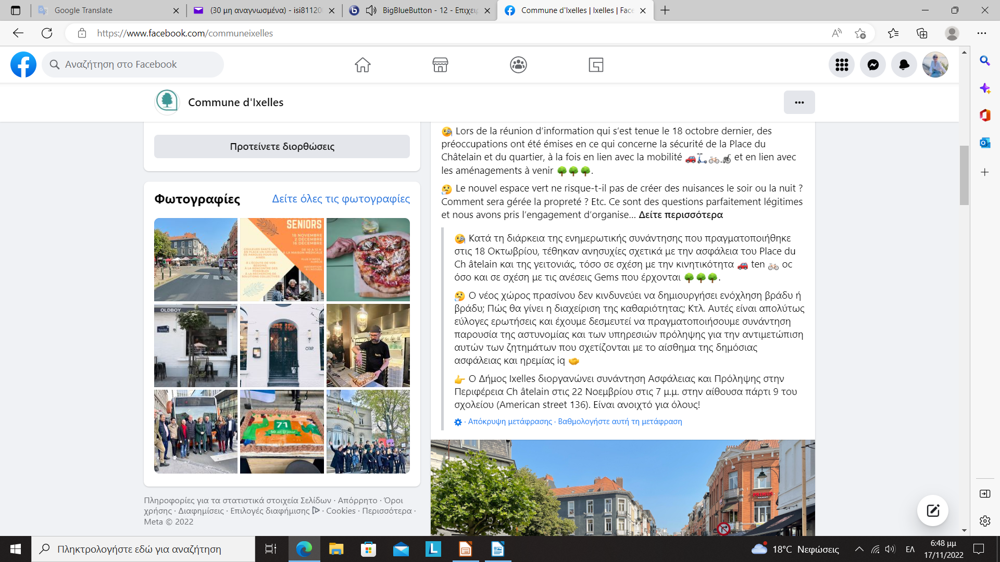 Google Translate
(30 μη αναγνωσμένα) - isi81120
BigBlueButton - 12 - Επιχει
Commune d'Ixelles | Ixelles | Face
https://www.facebook.com/communeixelles
Αναζήτηση στο Facebook
Commune d'Ixelles
Προτείνετε διορθώσεις
Φωτογραφίες
Δείτε όλες τις φωτογραφίες
SENIORS
18 NOVEMBRE
2 DÉCEMBRE
16 DÉCEMBRE
OLDBOY
71
Πληροφορίες για τα στατιστικά στοιχεία Σελίδων · Απόρρητο · Όροι
χρήσης · Διαφημίσεις · Επιλογές διαφήμισης · Cookies · Περισσότερα ·
Meta © 2022
🧐 Lors de la réunion d’information qui s’est tenue le 18 octobre dernier, des
préoccupations ont été émises en ce qui concerne la sécurité de la Place du
Châtelain et du quartier, à la fois en lien avec la mobilité 🚗🛴🚲🦽 et en lien avec
les aménagements à venir 🌳🌳🌳.
🤔 Le nouvel espace vert ne risque-t-il pas de créer des nuisances le soir ou la nuit ?
Comment sera gérée la propreté ? Etc. Ce sont des questions parfaitement légitimes
et nous avons pris l’engagement d’organise... Δείτε περισσότερα
🧐 Κατά τη διάρκεια της ενημερωτικής συνάντησης που πραγματοποιήθηκε
στις 18 Οκτωβρίου, τέθηκαν ανησυχίες σχετικά με την ασφάλεια του Place du
Ch âtelain και της γειτονιάς, τόσο σε σχέση με την κινητικότητα 🚗 ten 🚲 oc
όσο και σε σχέση με τις ανέσεις Gems που έρχονται 🌳🌳🌳.
🤔 Ο νέος χώρος πρασίνου δεν κινδυνεύει να δημιουργήσει ενόχληση βράδυ ή
βράδυ; Πώς θα γίνει η διαχείριση της καθαριότητας; Κτλ. Αυτές είναι απολύτως
εύλογες ερωτήσεις και έχουμε δεσμευτεί να πραγματοποιήσουμε συνάντηση
παρουσία της αστυνομίας και των υπηρεσιών πρόληψης για την αντιμετώπιση
αυτών των ζητημάτων που σχετίζονται με το αίσθημα της δημόσιας
ασφάλειας και ηρεμίας iq 🤝
👉 Ο Δήμος Ixelles διοργανώνει συνάντηση Ασφάλειας και Πρόληψης στην
Περιφέρεια Ch âtelain στις 22 Νοεμβρίου στις 7 μ.μ. στην αίθουσα πάρτι 9 του
σχολείου (American street 136). Είναι ανοιχτό για όλους!
· Απόκρυψη μετάφρασης · Βαθμολογήστε αυτή τη μετάφραση
PRIMUS
Πληκτρολογήστε εδώ για αναζήτηση
18°C Νεφώσεις
ΕΛ
6:48 μμ
17/11/2022